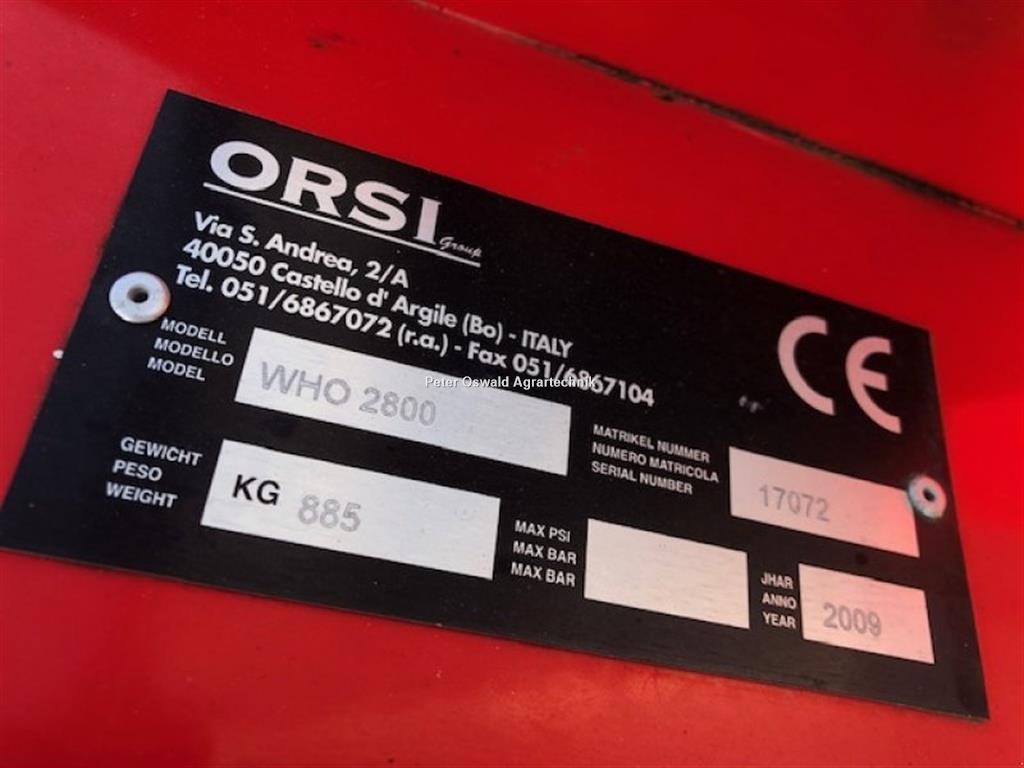 ORSI
Group
Via S. Andrea, 2/A
40050 Castello d' Argile (Bo) - ITALY
Tel. 051/6867072 (r.a.) - Fax 051/6867104
CE
Peter Oswald Agrartechnik
MODELL
MODELLO
MODEL
WHO 2800
MATRIKEL NUMMER
NUMERO MATRICOLA
SERIAL NUMBER
17072
GEWICHT
PESO
WEIGHT
KG 885
MAX PSI
MAX BAR
MAX BAR
JHAR
ANNO
YEAR
2009